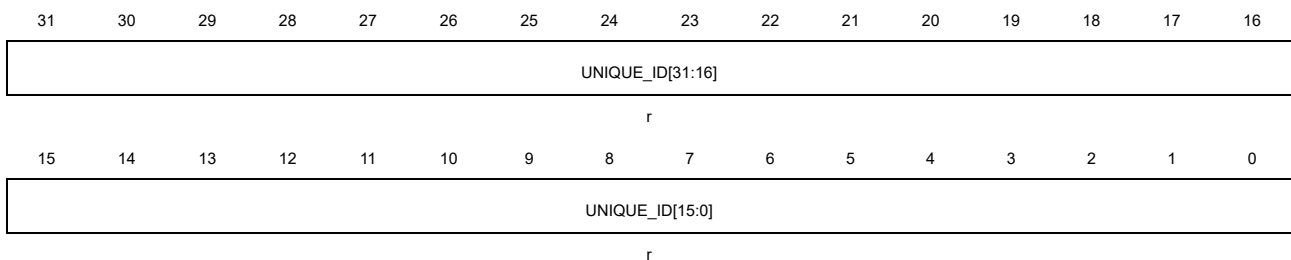 31 30 29 28 27 26 25 24 23 22 21 20 19 18 17 16
UNIQUE_ID[31:16]
r
15 14 13 12 11 10 9 8 7 6 5 4 3 2 1 0
UNIQUE_ID[15:0]
r